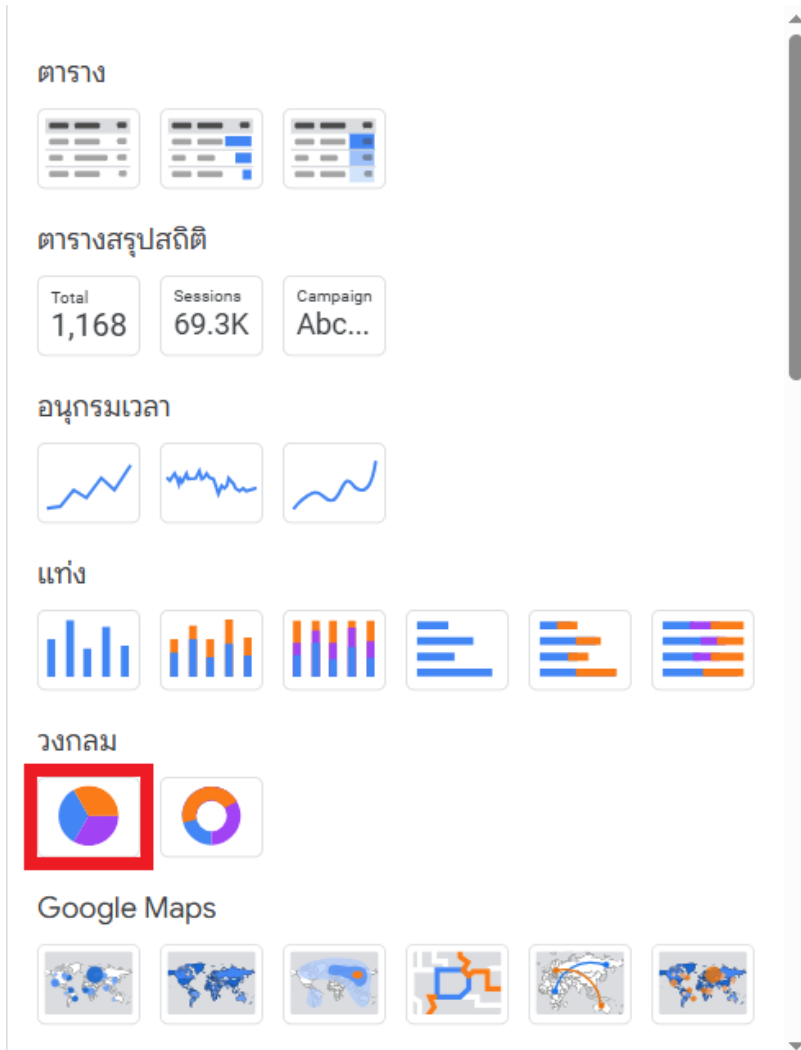 ตาราง
ตารางสรุปสถิติ
Total
1,168
Sessions
69.3K
Campaign
Abc...
อนุกรมเวลา
แท่ง
วงกลม
Google Maps